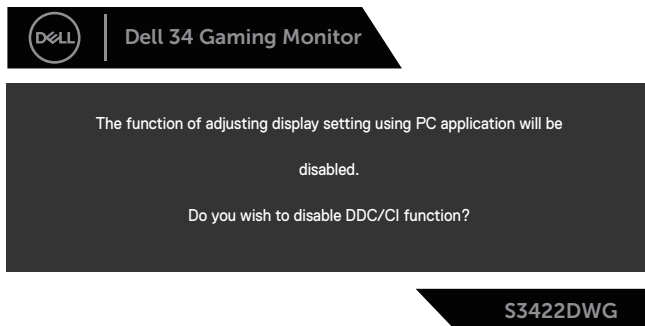 DELL
Dell 34 Gaming Monitor
The function of adjusting display setting using PC application will be
disabled.
Do you wish to disable DDC/CI function?
S3422DWG